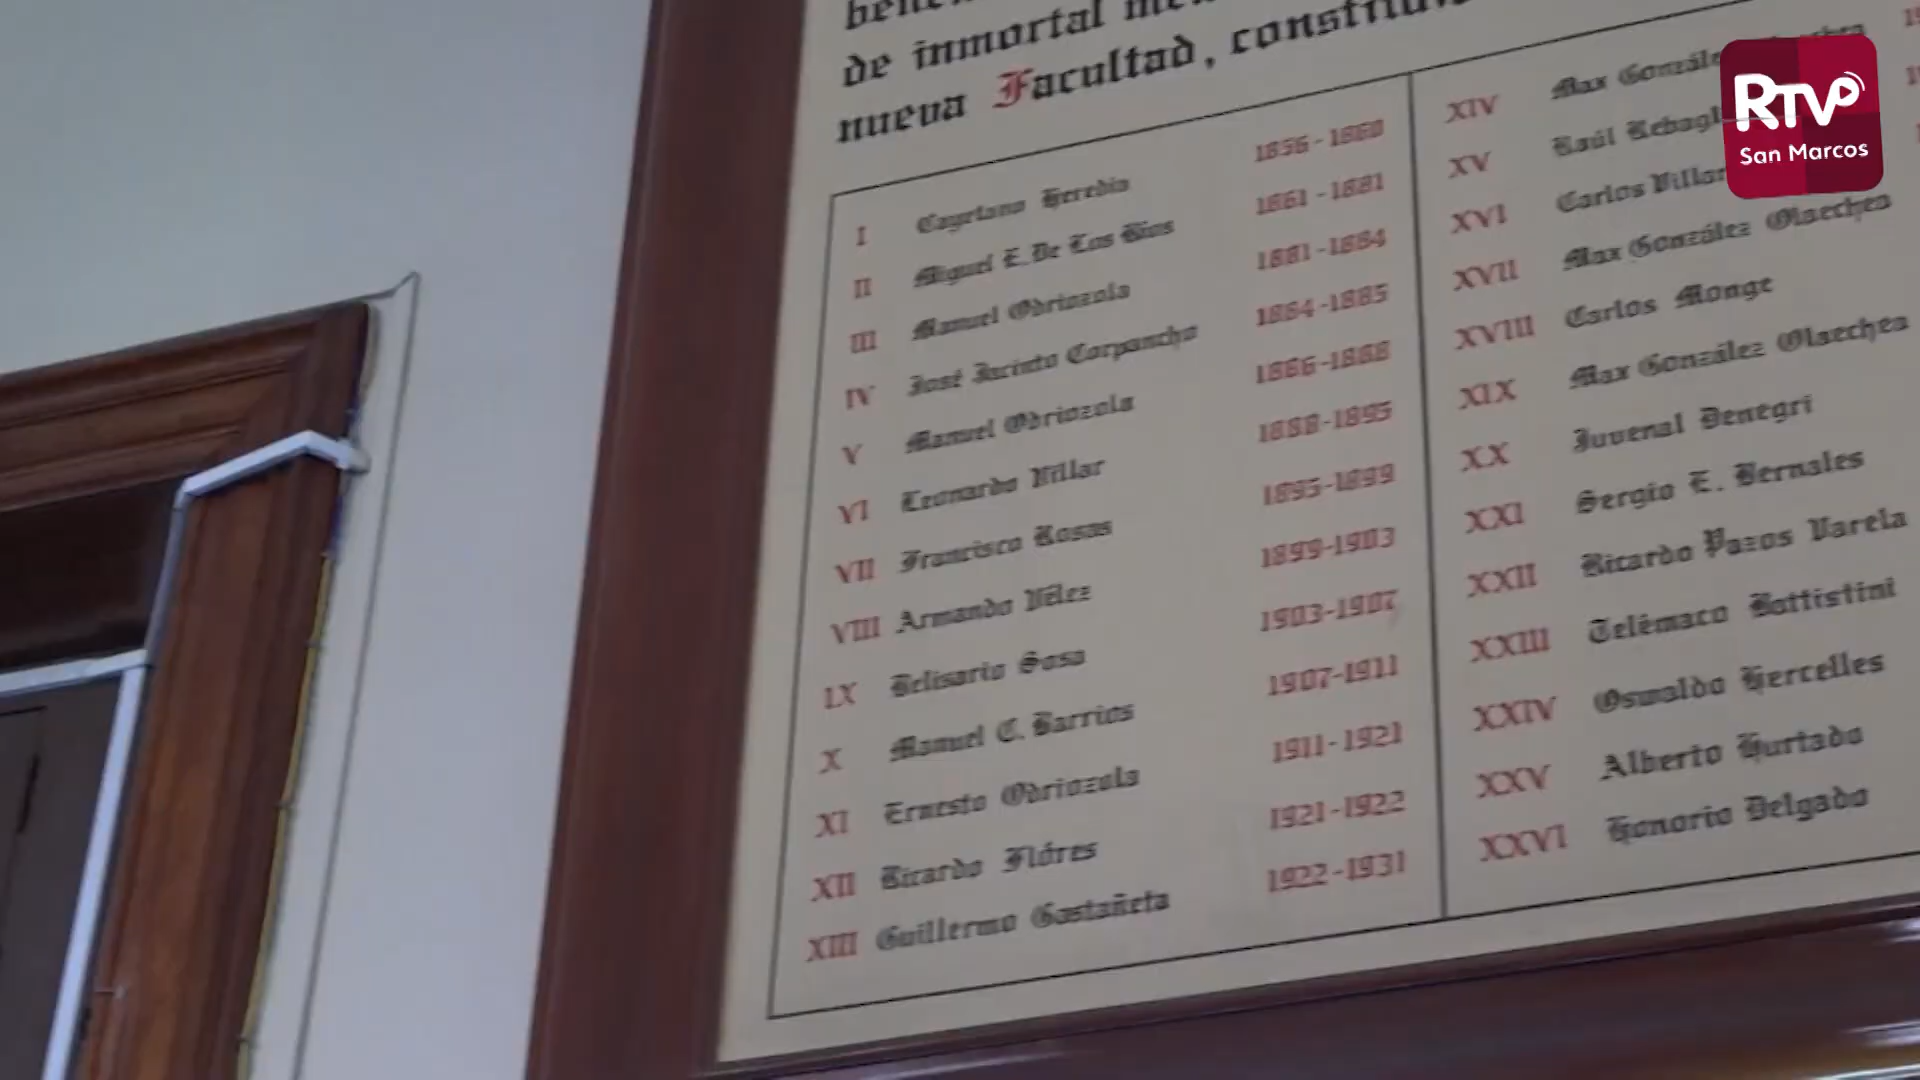 de inmortal
nueva Facultad, constituid
I Cayetano Heredia 1856-1860
II Miguel E. De Los Rios 1861-1881
III Manuel Odriozola 1881-1884
IV José Jacinto Corpancho 1884-1885
V Manuel Odriozola 1886-1888
VI Leonardo Villar 1888-1895
VII Francisco Rosas 1895-1899
VIII Armando Vélez 1899-1903
IX Belisario Sosa 1903-1907
X Manuel C. Barrios 1907-1911
XI Ernesto Odriozola 1911-1921
XII Ricardo Flóres 1921-1922
XIII Guillermo Gastañeta 1922-1931
XIV Max
XV Raúl
XVI Carlos
XVII Max González Olaechea
XVIII Carlos Monge
XIX Max González Olaechea
XX Juvenal Denegri
XXI Sergio E. Bernales
XXII Ricardo Pazos Varela
XXIII Telémaco Battistini
XXIV Oswaldo Hercelles
XXV Alberto Hurtado
XXVI Honorio Delgado
RTV
San Marcos